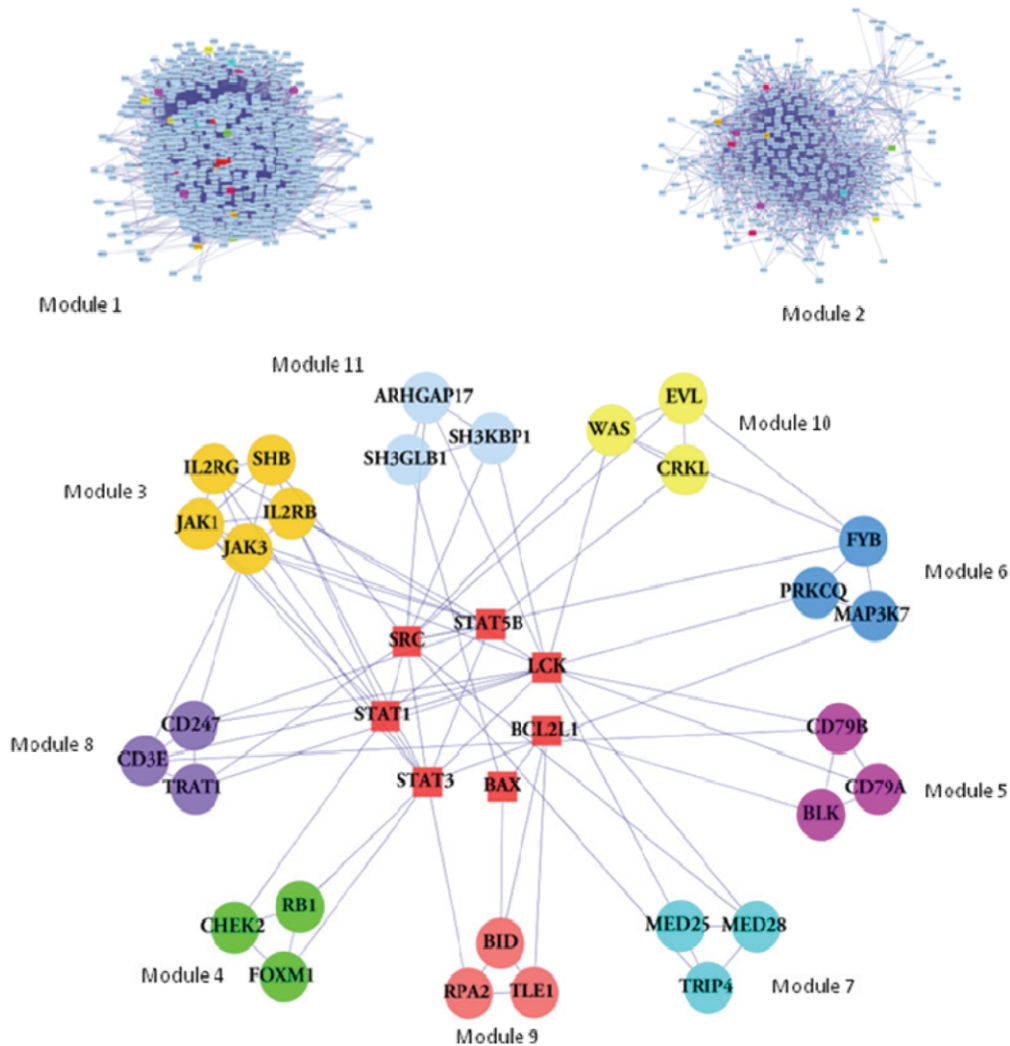 Module 1
Module 2
Module 11
ARHGAP17
SH3KBP1
SH3GLB1
EVL
WAS
CRKL
Module 10
IL2RG
SHB
Module 3
IL2RB
JAK1
JAK3
FYB
Module 6
PRKCQ
MAP3K7
STAT5B
SRC
LCK
STAT1
BCL2L1
STAT3
BAX
CD247
Module 8
CD3E
TRAT1
CD79B
CD79A
Module 5
BLK
RB1
CHEK2
Module 4
FOXM1
BID
RPA2
TLE1
Module 9
MED25
MED28
TRIP4
Module 7